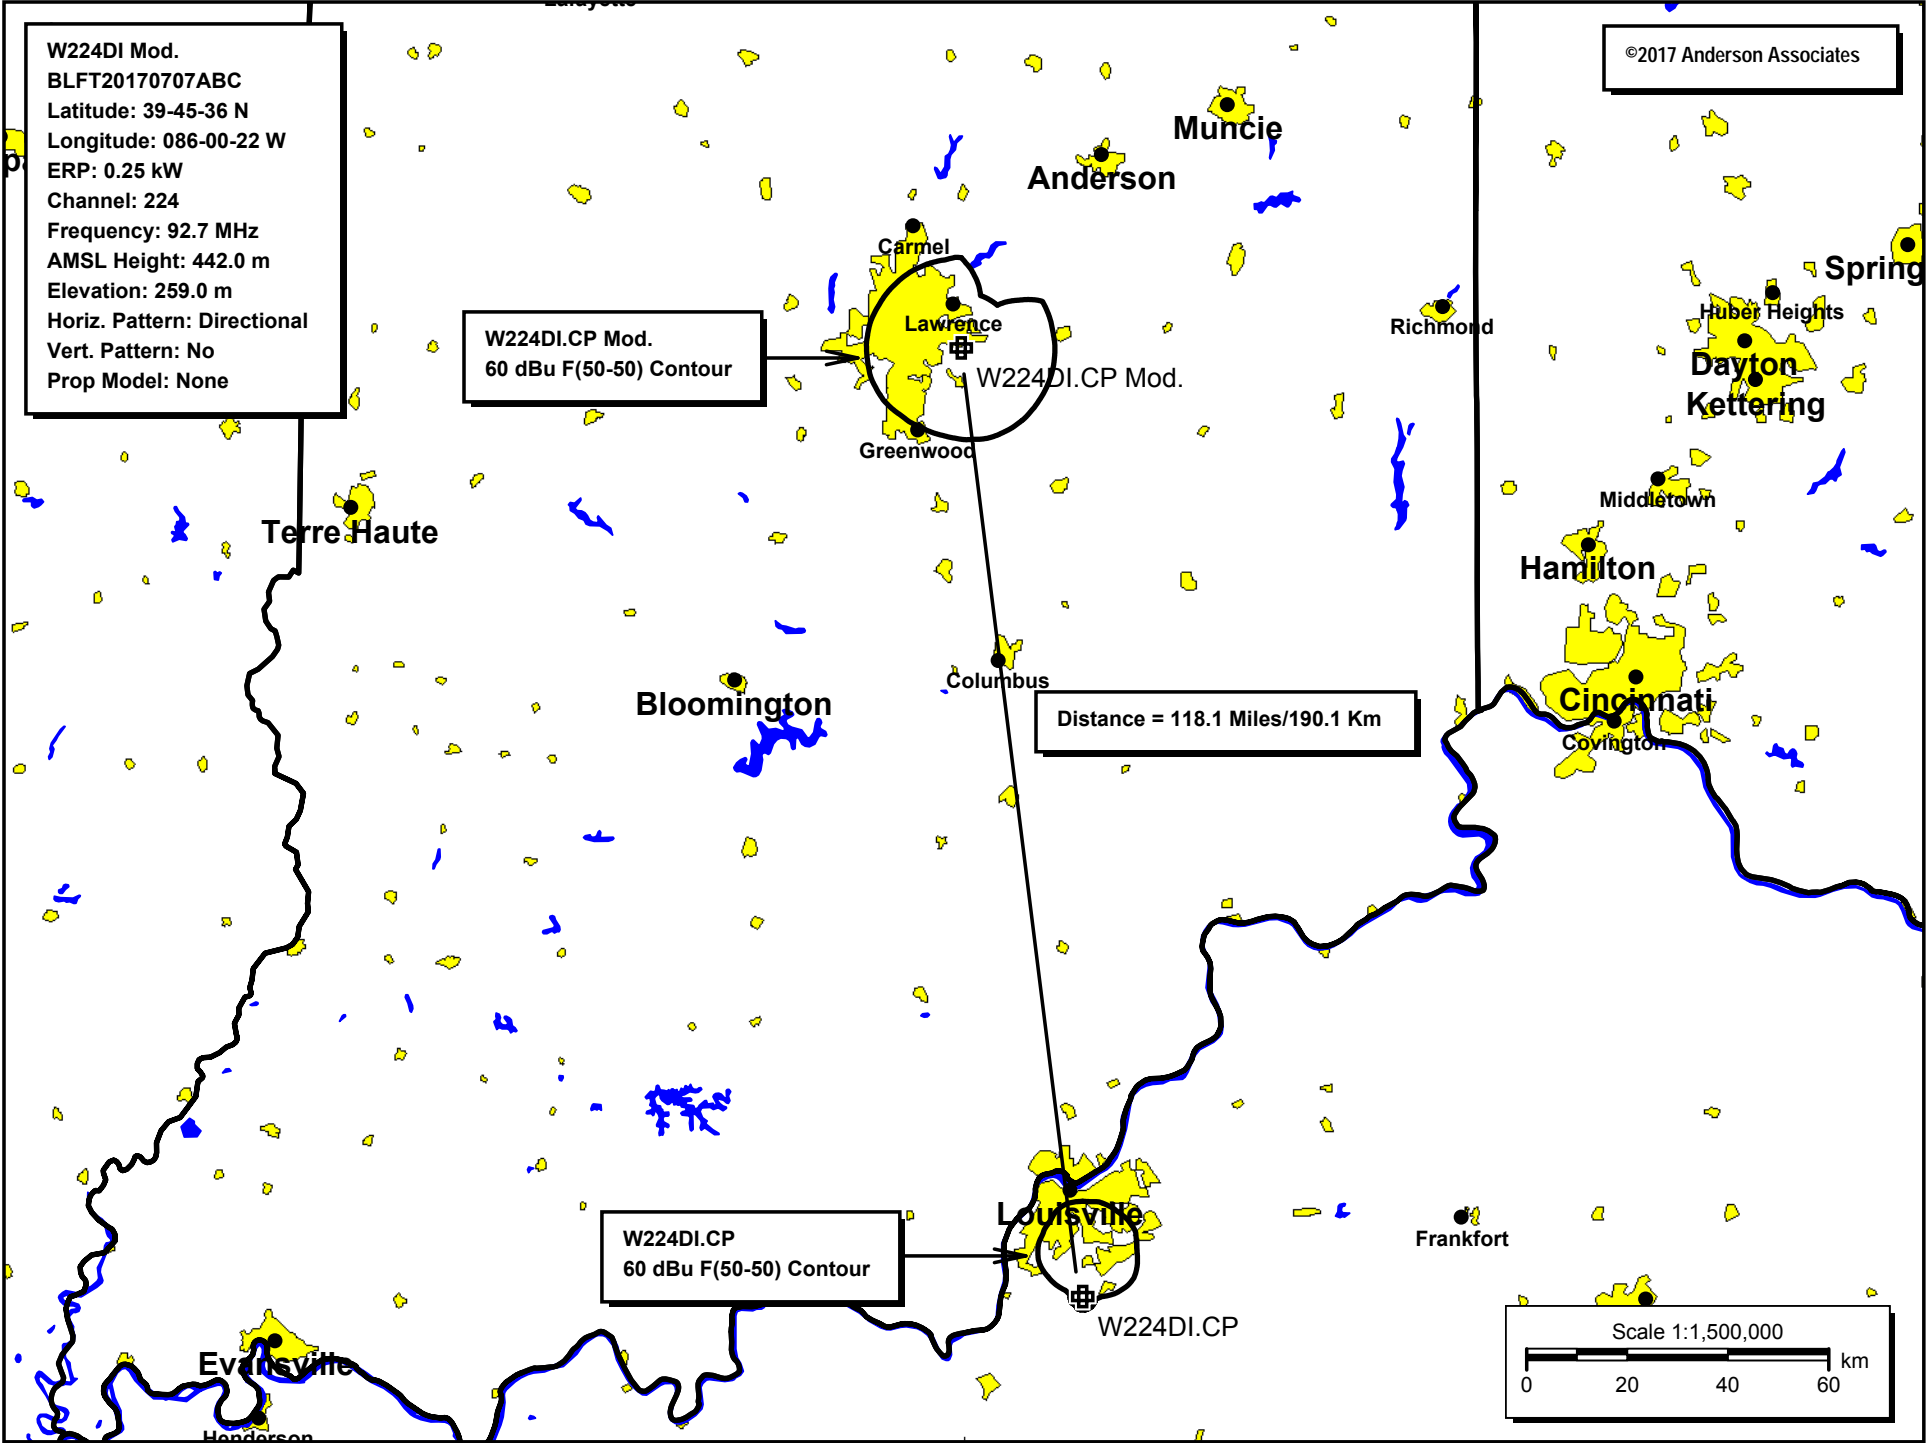 Lafayette
W224DI Mod.
BLFT20170707ABC
Latitude: 39-45-36 N
Longitude: 086-00-22 W
ERP: 0.25 kW
Channel: 224
Frequency: 92.7 MHz
AMSL Height: 442.0 m
Elevation: 259.0 m
Horiz. Pattern: Directional
Vert. Pattern: No
Prop Model: None
©2017 Anderson Associates
Muncie
Anderson
Carmel
Spring
Huber Heights
Richmond
Lawrence
W224DI.CP Mod.
60 dBu F(50-50) Contour
Dayton
W224DI.CP Mod.
Kettering
Greenwood
Middletown
Terre Haute
Hamilton
Columbus
Bloomington
Cincinnati
Distance = 118.1 Miles/190.1 Km
Covington
Louisville
Frankfort
W224DI.CP
60 dBu F(50-50) Contour
W224DI.CP
Scale 1:1,500,000
km
0 20 40 60
Evansville
Henderson